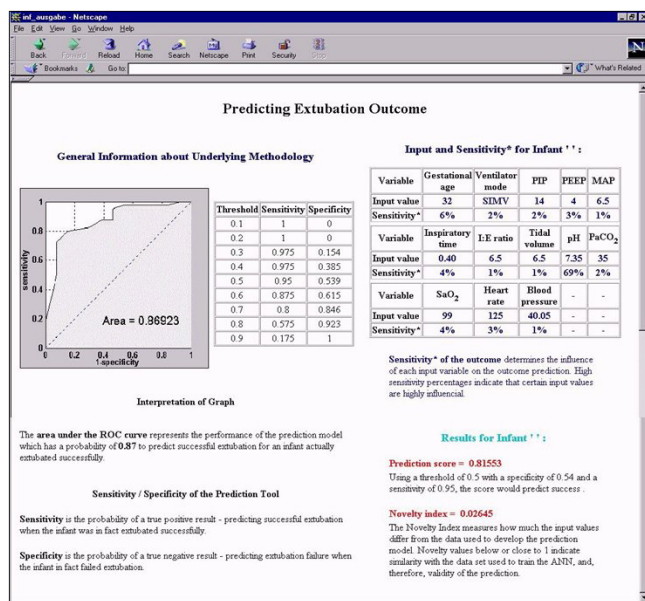 inf_ausgabe - Netscape
File Edit View Go Window Help
Back Forward Reload Home Search Netscape Print Security Stop
N
Bookmarks Go to: What's Related
Predicting Extubation Outcome
General Information about Underlying Methodology
sensitivity
1
0.8
0.6
0.4
0.2
0
Area = 0.86923
0 0.2 0.4 0.6 0.8 1
1-specificity
Threshold Sensitivity Specificity
0.1 1 0
0.2 1 0
0.3 0.975 0.154
0.4 0.975 0.385
0.5 0.95 0.539
0.6 0.875 0.615
0.7 0.8 0.846
0.8 0.575 0.923
0.9 0.175 1
Interpretation of Graph
The area under the ROC curve represents the performance of the prediction model
which has a probability of 0.87 to predict successful extubation for an infant actually
extubated successfully.
Sensitivity / Specificity of the Prediction Tool
Sensitivity is the probability of a true positive result - predicting successful extubation
when the infant was in fact extubated successfully.
Specificity is the probability of a true negative result - predicting extubation failure when
the infant in fact failed extubation.
Input and Sensitivity* for Infant ' ' :
Variable Gestational age Ventilator mode PIP PEEP MAP
Input value 32 SIMV 14 4 6.5
Sensitivity* 6% 2% 2% 3% 1%
Variable Inspiratory time I:E ratio Tidal volume pH PaCO2
Input value 0.40 6.5 6.5 7.35 35
Sensitivity* 4% 1% 1% 69% 2%
Variable SaO2 Heart rate Blood pressure - -
Input value 99 125 40.05 - -
Sensitivity* 4% 3% 1% - -
Sensitivity* of the outcome determines the influence
of each input variable on the outcome prediction. High
sensitivity percentages indicate that certain input values
are highly influencial.
Results for Infant ' ' :
Prediction score = 0.81553
Using a threshold of 0.5 with a specificity of 0.54 and a
sensitivity of 0.95, the score would predict success .
Novelty index = 0.02645
The Novelty Index measures how much the input values
differ from the data used to develop the prediction
model. Novelty values below or close to 1 indicate
similarity with the data set used to train the ANN, and,
therefore, validity of the prediction.